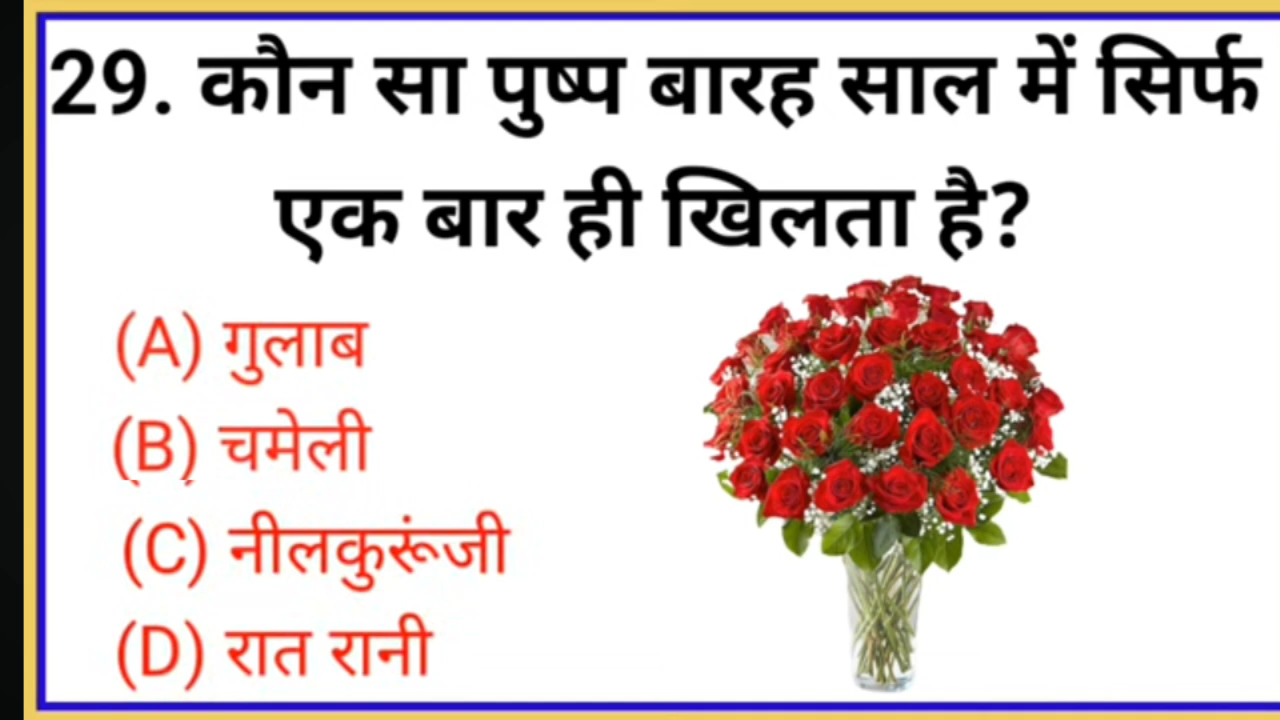 29. कौन सा पुष्प बारह साल में सिर्फ
एक बार ही खिलता है?
(A) गुलाब
(B) चमेली
(C) नीलकुरूंजी
(D) रात रानी